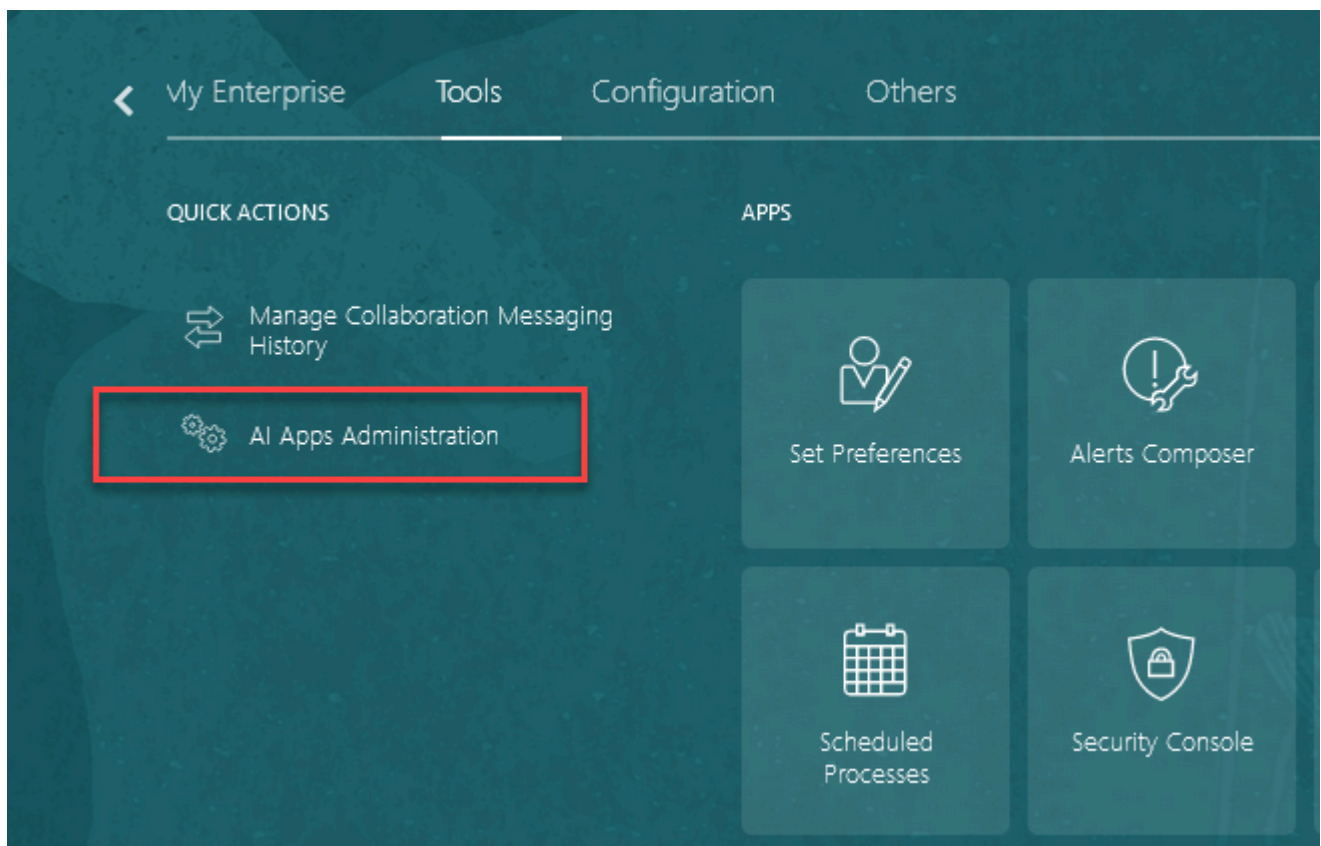 My Enterprise
Tools
Configuration
Others
QUICK ACTIONS
APPS
Manage Collaboration Messaging
History
AI Apps Administration
Set Preferences
Alerts Composer
Scheduled
Processes
Security Console